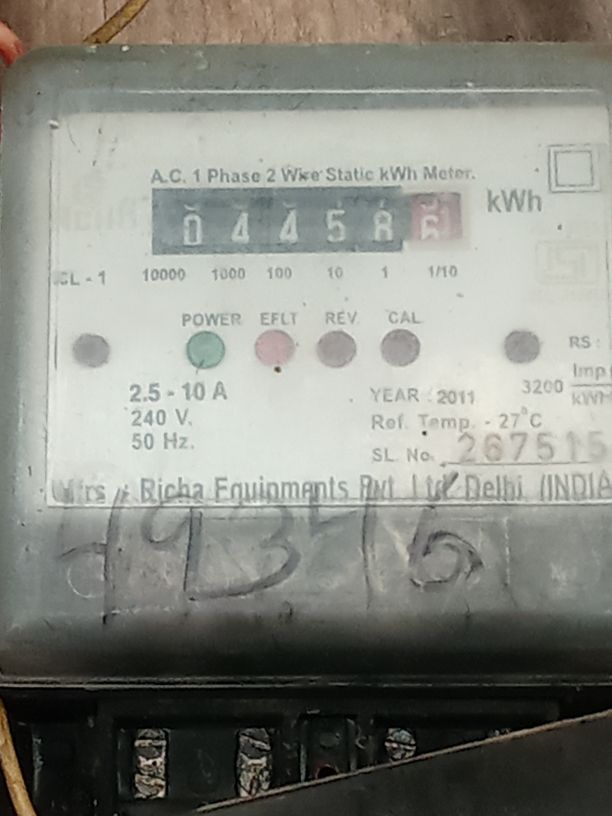 A.C. 1 Phase 2 Wire Static kWh Meter.
0 4 4 5 8 6 kWh
CL - 1 10000 1000 100 10 1 1/10
POWER EFLT REV. CAL
RS :
2.5 - 10 A YEAR : 2011 3200 Imp/kWH
240 V. Ref. Temp. - 27°C
50 Hz. SL. No. 267515
Mfrs : Richa Equipments Pvt. Ltd. Delhi (INDIA
49346